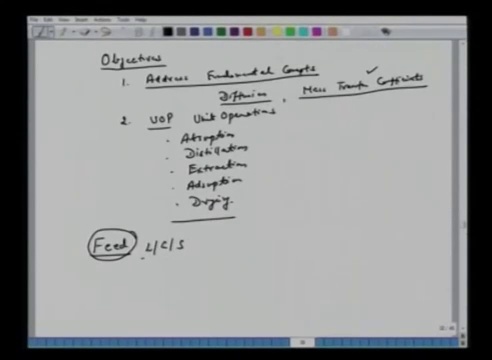 Objectives
1. Address Fundamental Concepts
Diffusion, Mass Transfer Coefficients
2. UOP Unit Operations
. Absorption
. Distillation
. Extraction
. Adsorption
. Drying
Feed L/G/S